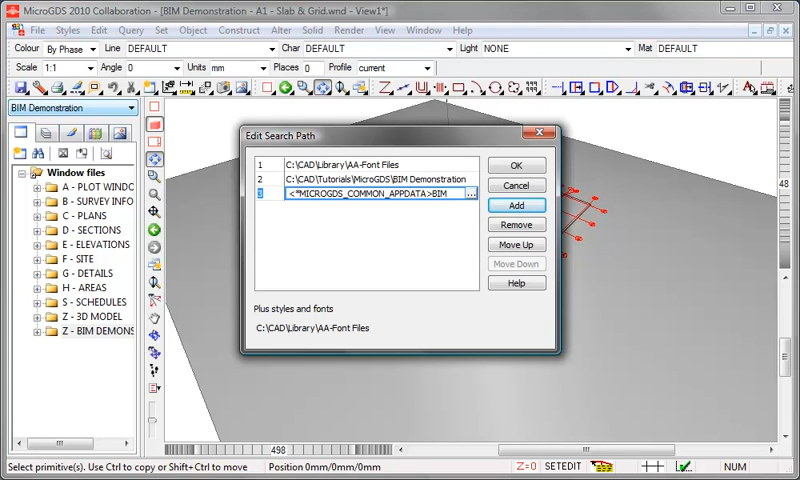 MicroGDS 2010 Collaboration - [BIM Demonstration - A1 - Slab & Grid.wnd - View1*]
File Styles Edit View Query Set Object Construct Tools Render View Window Help
Colour By Phase Line DEFAULT Char DEFAULT Light NONE Mat DEFAULT
Scale 1:1 Angle 0 Units mm Places 0 Profile current
BIM Demonstration
Window files
A - PLOT WINDO
B - SURVEY INFO
C - PLANS
D - SECTIONS
E - ELEVATIONS
F - SITE
G - DETAILS
H - AREAS
S - SCHEDULES
Z - 3D MODEL
Z - BIM DEMONS
Edit Search Path
1 C:\CAD\Library\AA-Font Files
2 C:\CAD\Tutorials\MicroGDS\BIM Demonstration
3 <*MICROGDS_COMMON_APPDATA>BIM ...
OK
Cancel
Add
Remove
Move Up
Move Down
Help
Plus styles and fonts
C:\CAD\Library\AA-Font Files
48
498
Select primitive(s). Use Ctrl to copy or Shift+Ctrl to move Position 0mm/0mm/0mm Z=0 SETEDIT NUM